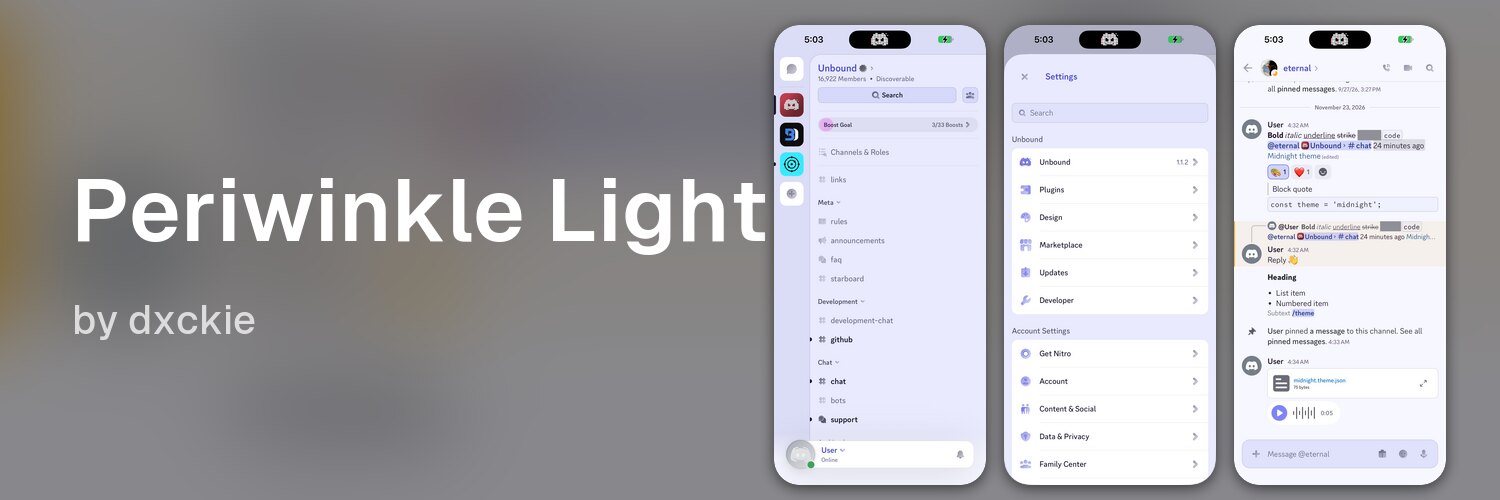 Periwinkle Light
by dxckie
5:03
Unbound
16,922 Members • Discoverable
Search
Boost Goal
3/33 Boosts
Channels & Roles
links
Meta
rules
announcements
faq
starboard
Development
development-chat
github
Chat
chat
bots
support
User
Online
5:03
Settings
Search
Unbound
Unbound
1.1.2
Plugins
Design
Marketplace
Updates
Developer
Account Settings
Get Nitro
Account
Content & Social
Data & Privacy
Family Center
5:03
eternal
all pinned messages. 9/27/26, 3:27 PM
November 23, 2026
User 4:32 AM
Bold italic underline strike code
@eternal Unbound › # chat 24 minutes ago
Midnight theme (edited)
1
1
Block quote
const theme = 'midnight';
@User Bold italic underline strike code
@eternal Unbound › # chat 24 minutes ago Midnigh...
User 4:32 AM
Reply
Heading
• List item
• Numbered item
Subtext /theme
User pinned a message to this channel. See all
pinned messages. 4:33 AM
User 4:34 AM
midnight.theme.json
75 bytes
0:05
Message @eternal